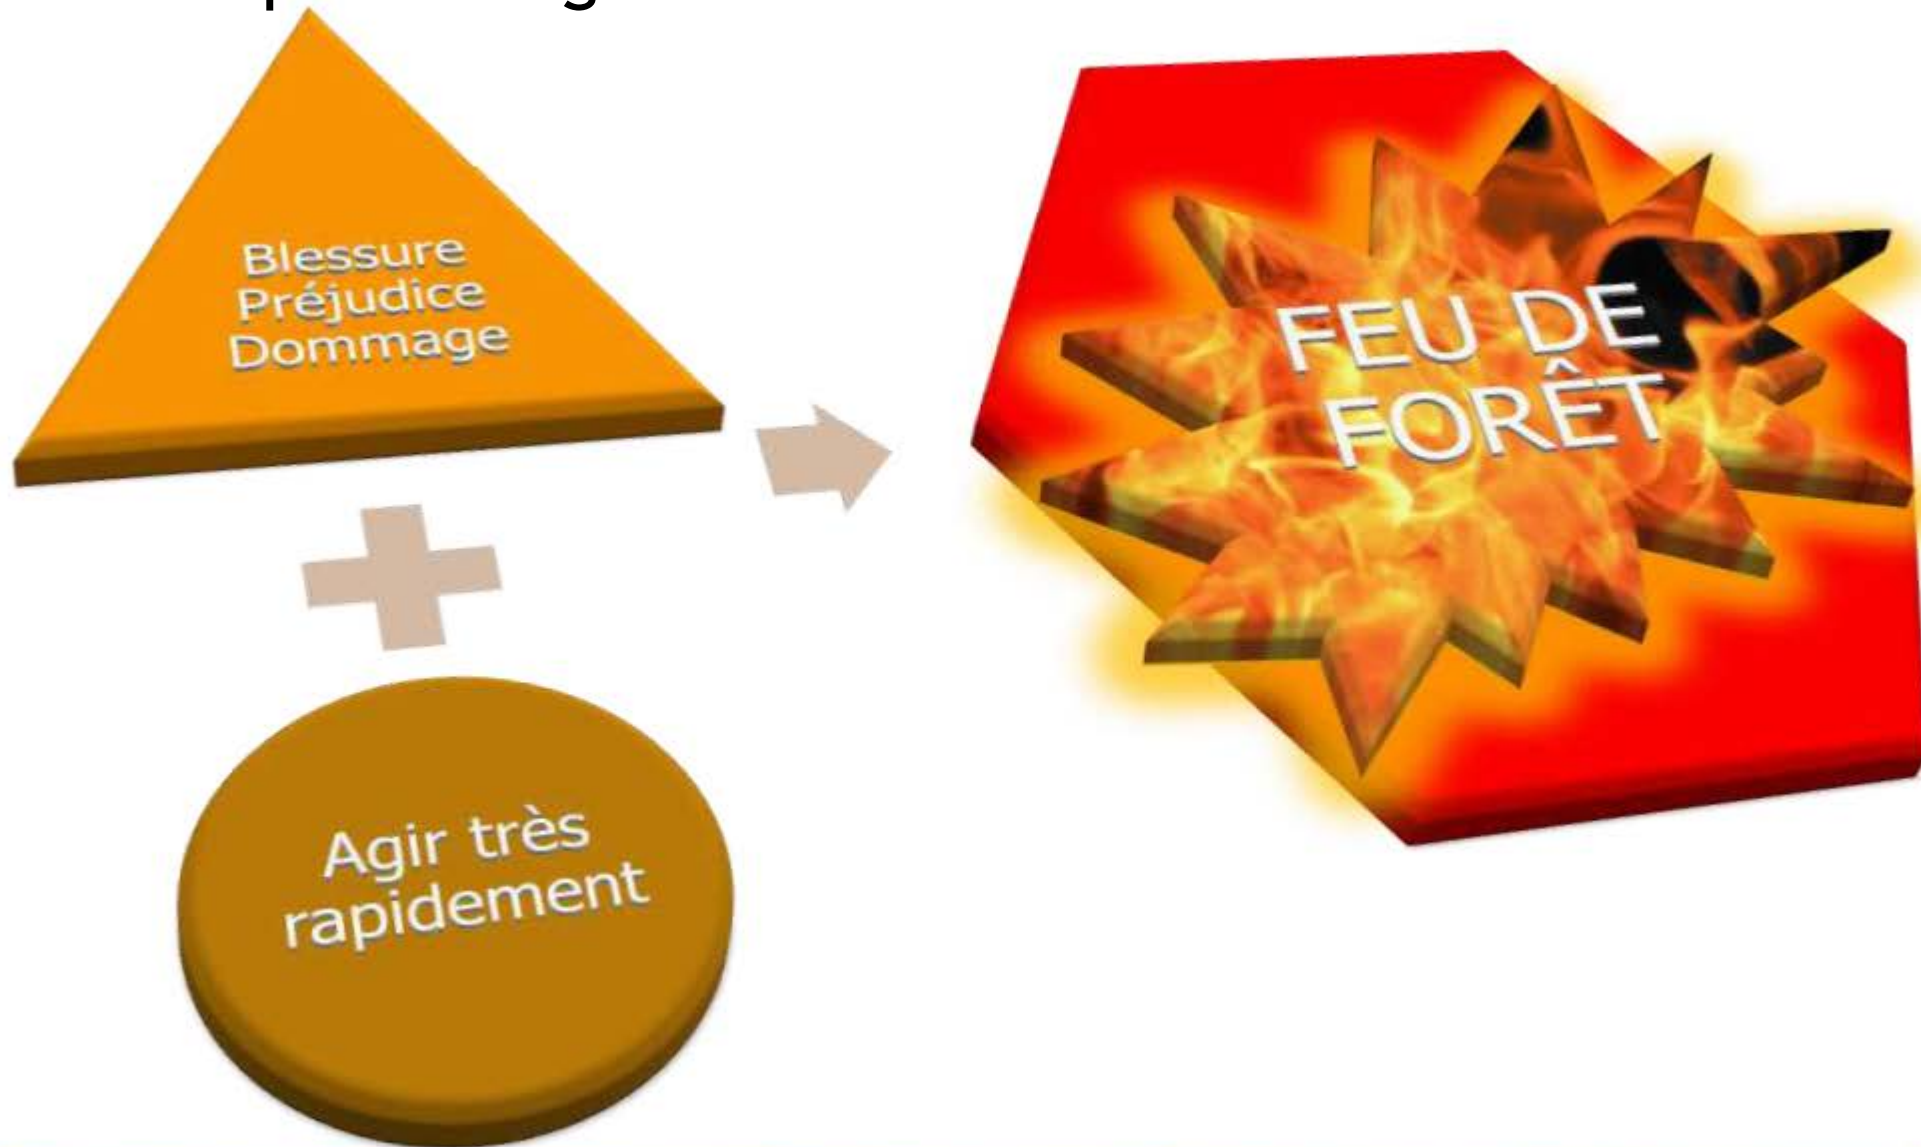 Blessure
Préjudice
Dommage
FEU DE
FORÊT
Agir très
rapidement